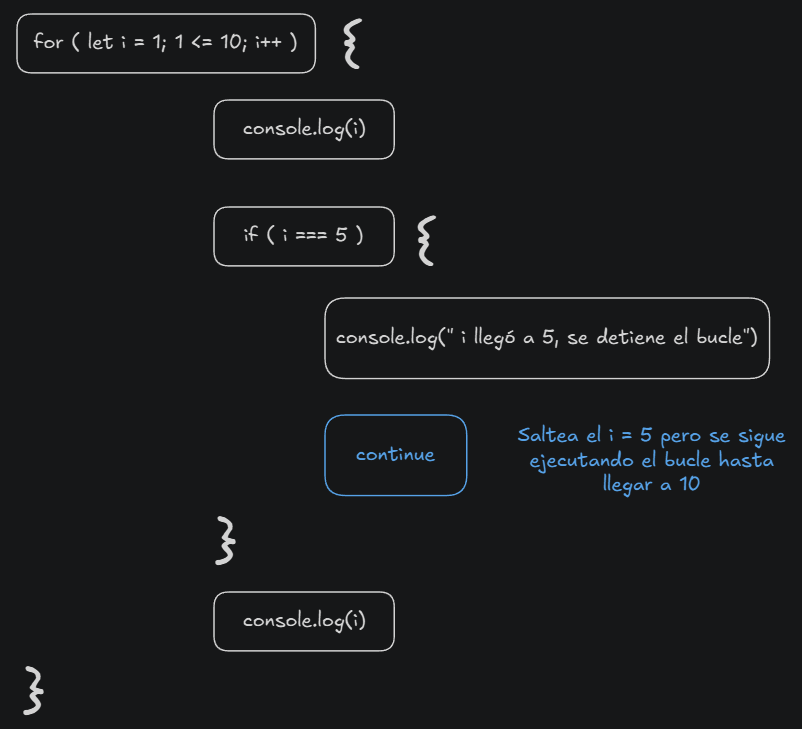 for ( let i = 1; 1 <= 10; i++ ) {
console.log(i)
if ( i === 5 ) {
console.log(" i llegó a 5, se detiene el bucle")
continue
Saltea el i = 5 pero se sigue
ejecutando el bucle hasta
llegar a 10
}
console.log(i)
}